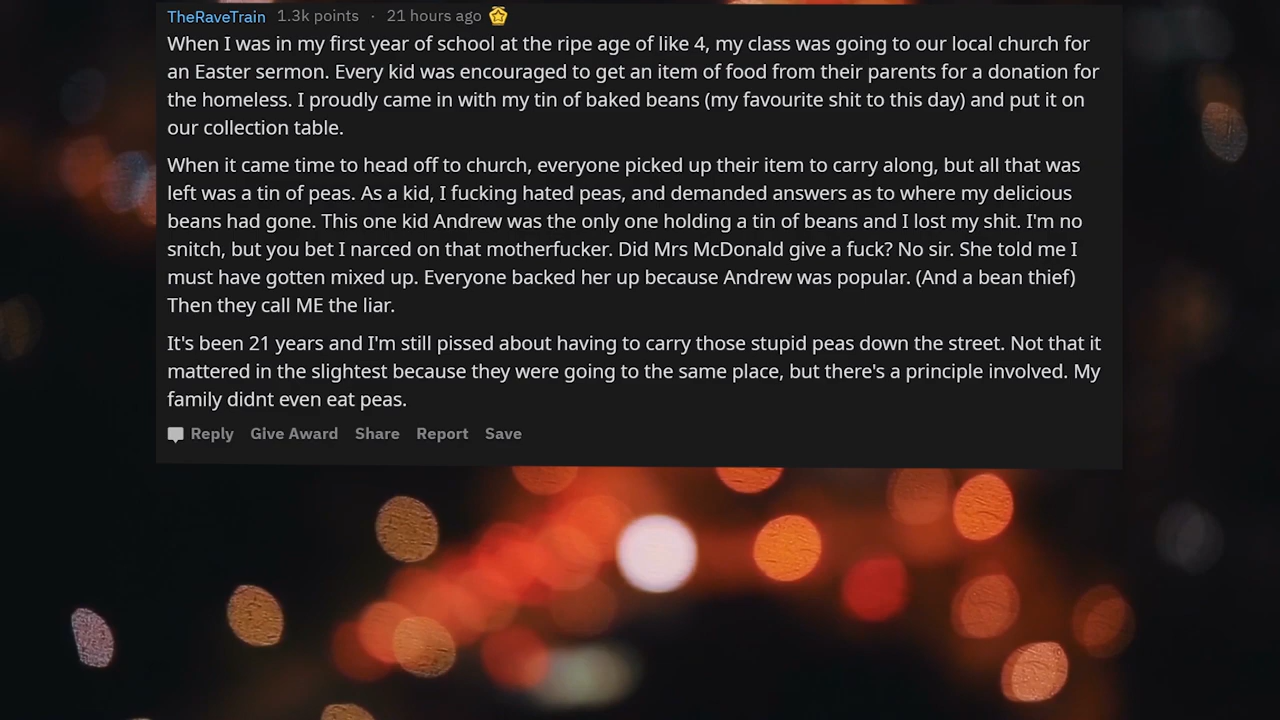 TheRaveTrain 1.3k points · 21 hours ago
When I was in my first year of school at the ripe age of like 4, my class was going to our local church for
an Easter sermon. Every kid was encouraged to get an item of food from their parents for a donation for
the homeless. I proudly came in with my tin of baked beans (my favourite shit to this day) and put it on
our collection table.
When it came time to head off to church, everyone picked up their item to carry along, but all that was
left was a tin of peas. As a kid, I fucking hated peas, and demanded answers as to where my delicious
beans had gone. This one kid Andrew was the only one holding a tin of beans and I lost my shit. I'm no
snitch, but you bet I narced on that motherfucker. Did Mrs McDonald give a fuck? No sir. She told me I
must have gotten mixed up. Everyone backed her up because Andrew was popular. (And a bean thief)
Then they call ME the liar.
It's been 21 years and I'm still pissed about having to carry those stupid peas down the street. Not that it
mattered in the slightest because they were going to the same place, but there's a principle involved. My
family didnt even eat peas.
Reply Give Award Share Report Save